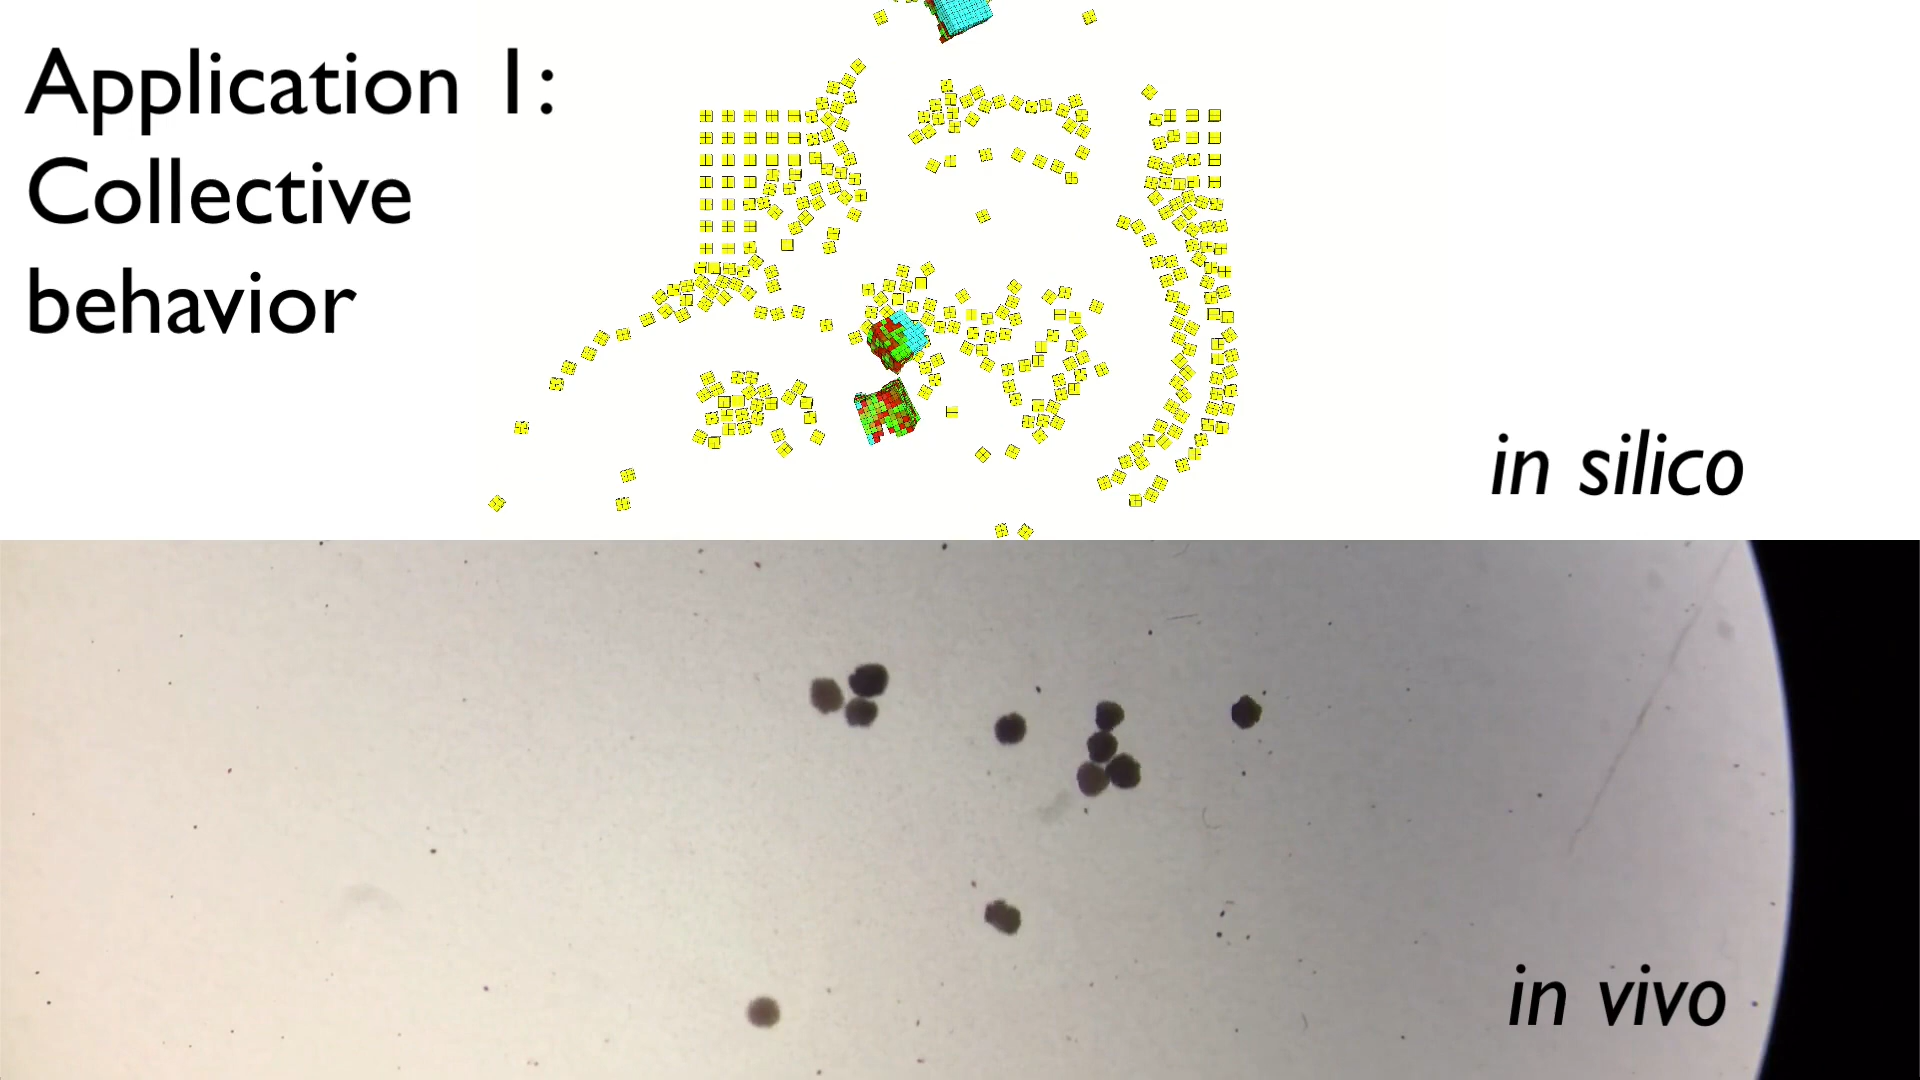 Application 1:
Collective
behavior
in silico
in vivo